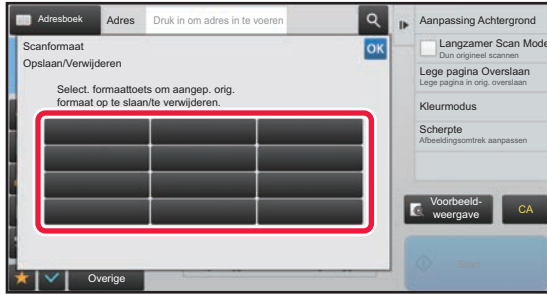 Adresboek
Adres
Druk in om adres in te voeren
Scanformaat
OK
Opslaan/Verwijderen
Select. formaattoets om aangep. orig.
formaat op te slaan/te verwijderen.
Overige
Aanpassing Achtergrond
Langzamer Scan Mode
Dun origineel scannen
Lege pagina Overslaan
Lege pagina in orig. overslaan
Kleurmodus
Scherpte
Afbeeldingsomtrek aanpassen
Voorbeeld-
weergave
CA
Start